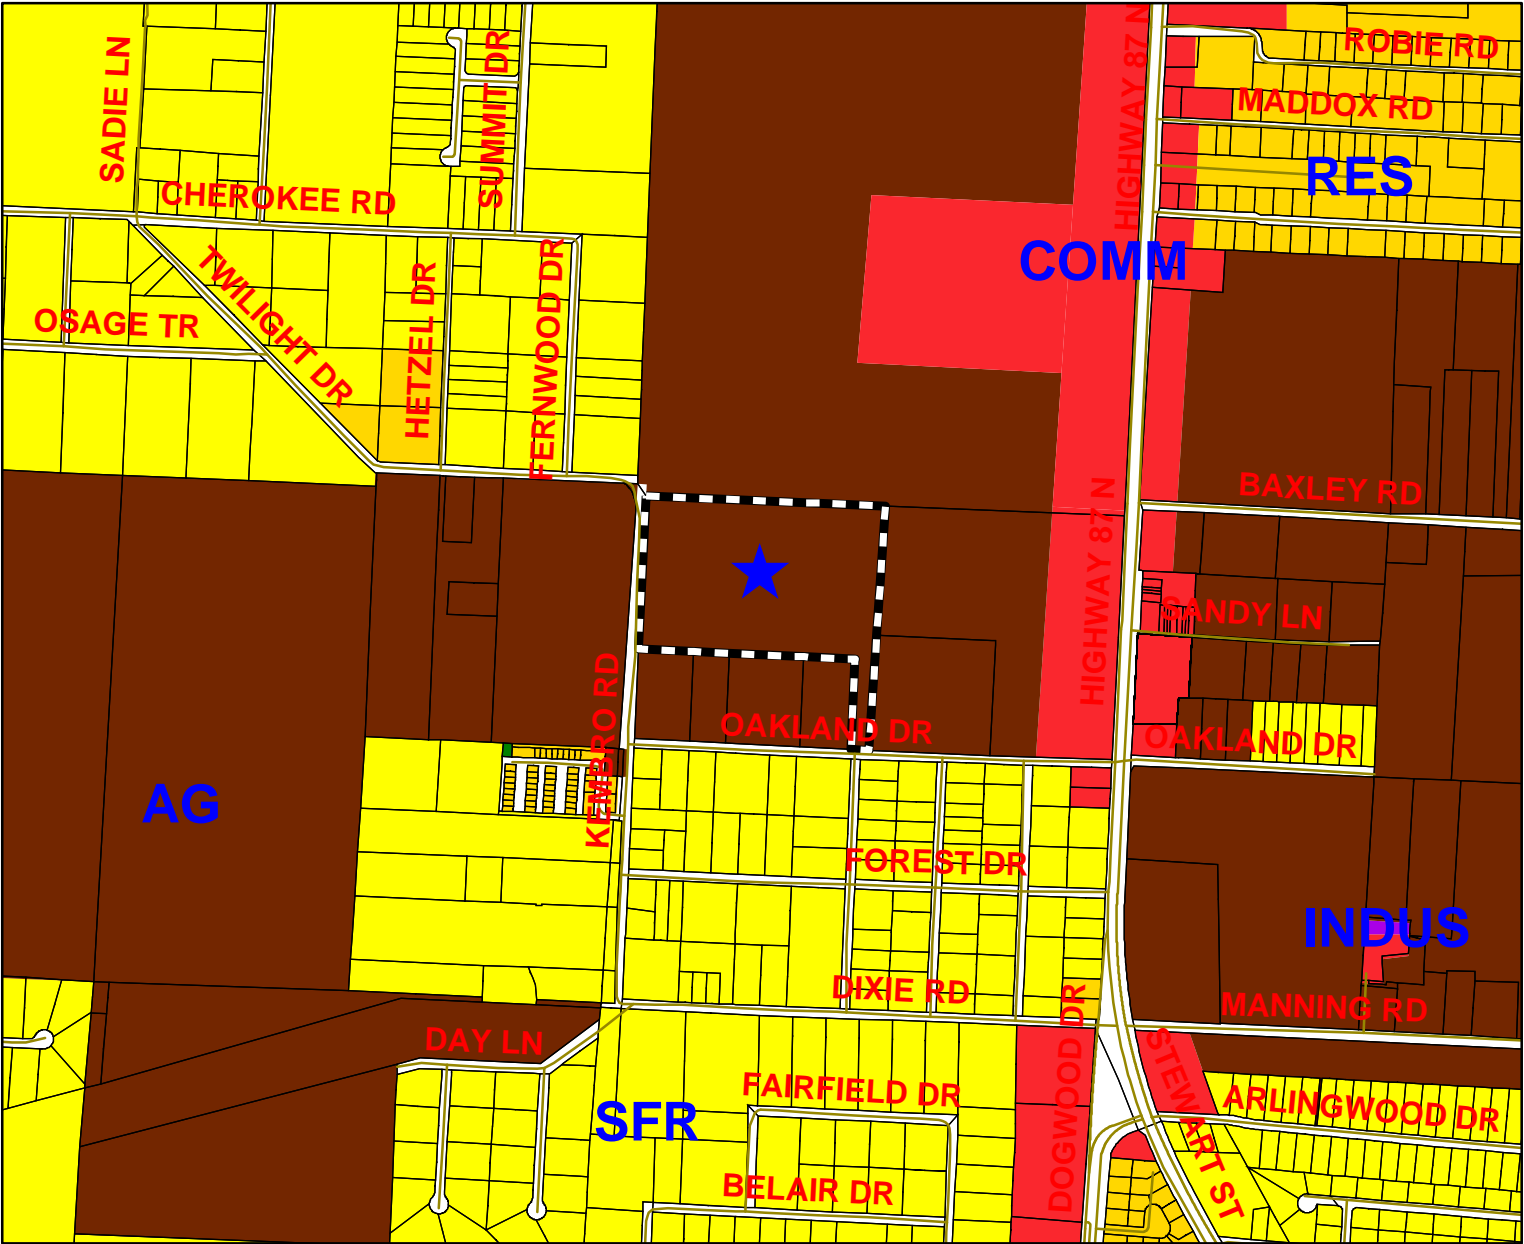 ROBIE RD
SADIE LN
SUMMIT DR
HIGHWAY 87 N
MADDOX RD
RES
CHEROKEE RD
COMM
TWILIGHT DR
HETZEL DR
FERNWOOD DR
OSAGE TR
BAXLEY RD
HIGHWAY 87 N
SANDY LN
KEMBRO RD
OAKLAND DR
OAKLAND DR
AG
FOREST DR
INDUS
DIXIE RD
MANNING RD
DAY LN
DOGWOOD DR
STEWART ST
FAIRFIELD DR
ARLINGWOOD DR
SFR
BELAIR DR